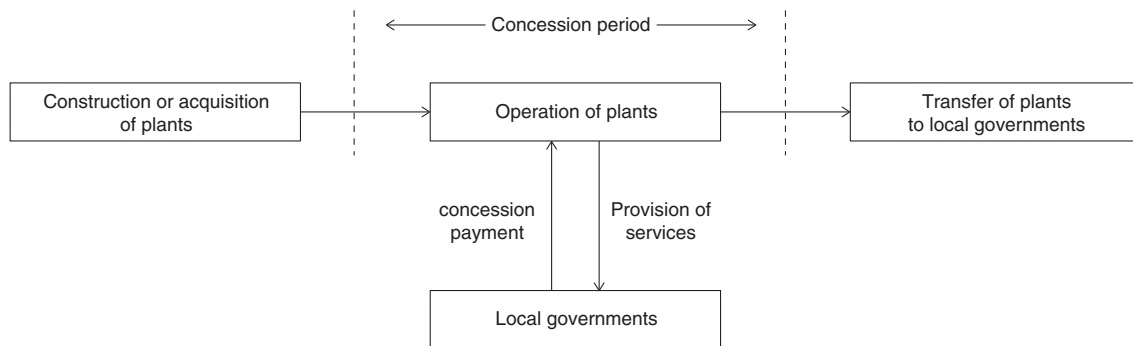 Concession period
Construction or acquisition
of plants
Operation of plants
Transfer of plants
to local governments
concession
payment
Provision of
services
Local governments